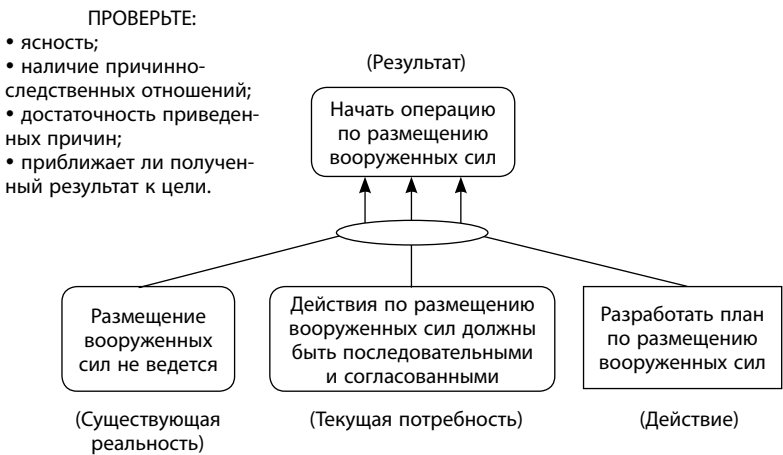 ПРОВЕРЬТЕ:
• ясность;
• наличие причинно-
следственных отношений;
• достаточность приведен-
ных причин;
• приближает ли получен-
ный результат к цели.
(Результат)
Начать операцию
по размещению
вооруженных сил
Размещение
вооруженных
сил не ведется
(Существующая
реальность)
Действия по размещению
вооруженных сил должны
быть последовательными
и согласованными
(Текущая потребность)
Разработать план
по размещению
вооруженных сил
(Действие)